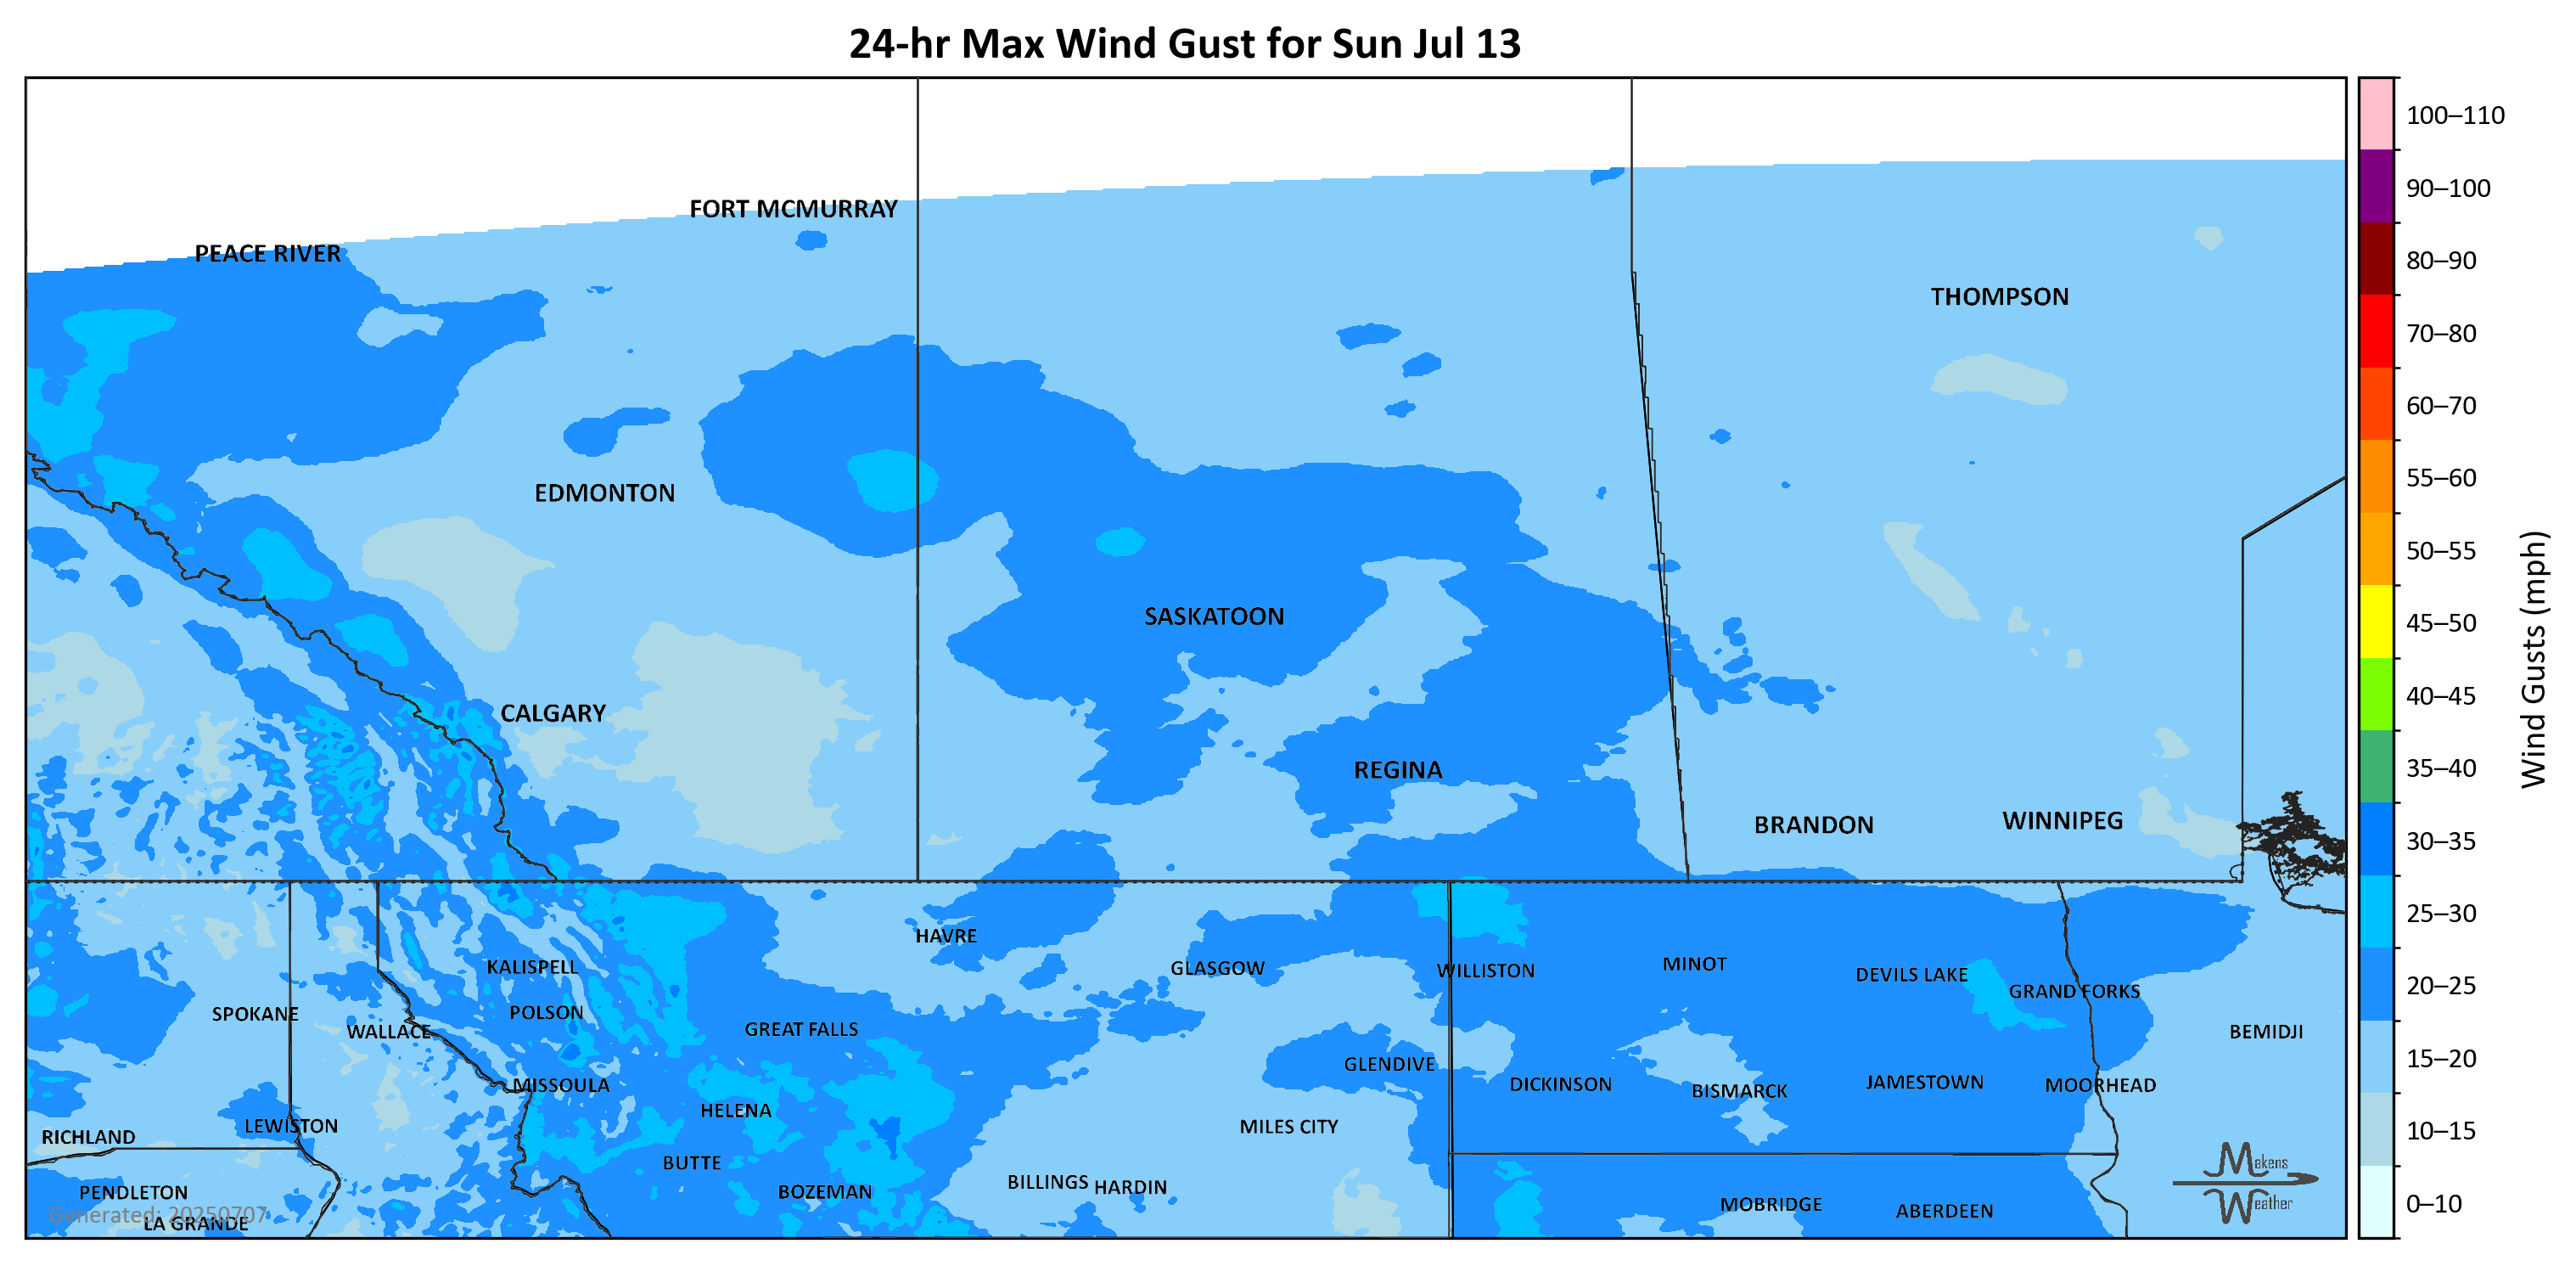 24-hr Max Wind Gust for Sun Jul 13
100–110
90–100
80–90
70–80
60–70
55–60
50–55
45–50
40–45
35–40
30–35
25–30
20–25
15–20
10–15
0–10
Wind Gusts (mph)
FORT MCMURRAY
PEACE RIVER
THOMPSON
EDMONTON
SASKATOON
CALGARY
REGINA
BRANDON
WINNIPEG
HAVRE
KALISPELL
GLASGOW
WILLISTON
MINOT
DEVILS LAKE
GRAND FORKS
SPOKANE
POLSON
WALLACE
GREAT FALLS
BEMIDJI
GLENDIVE
MISSOULA
DICKINSON
BISMARCK
JAMESTOWN
MOORHEAD
HELENA
LEWISTON
MILES CITY
RICHLAND
BUTTE
BOZEMAN
BILLINGS
HARDIN
PENDLETON
MOBRIDGE
ABERDEEN
LA GRANDE
Generated: 20250707
Makens
Weather